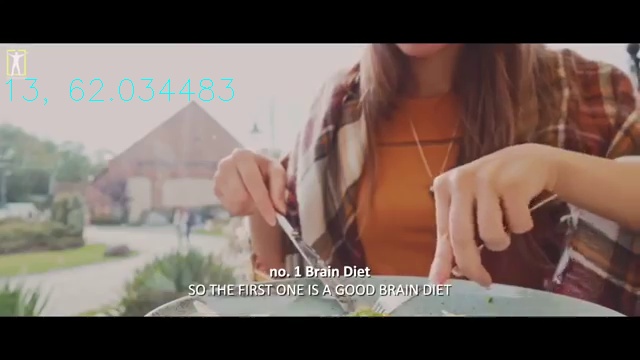 13, 62.034483
no. 1 Brain Diet
SO THE FIRST ONE IS A GOOD BRAIN DIET